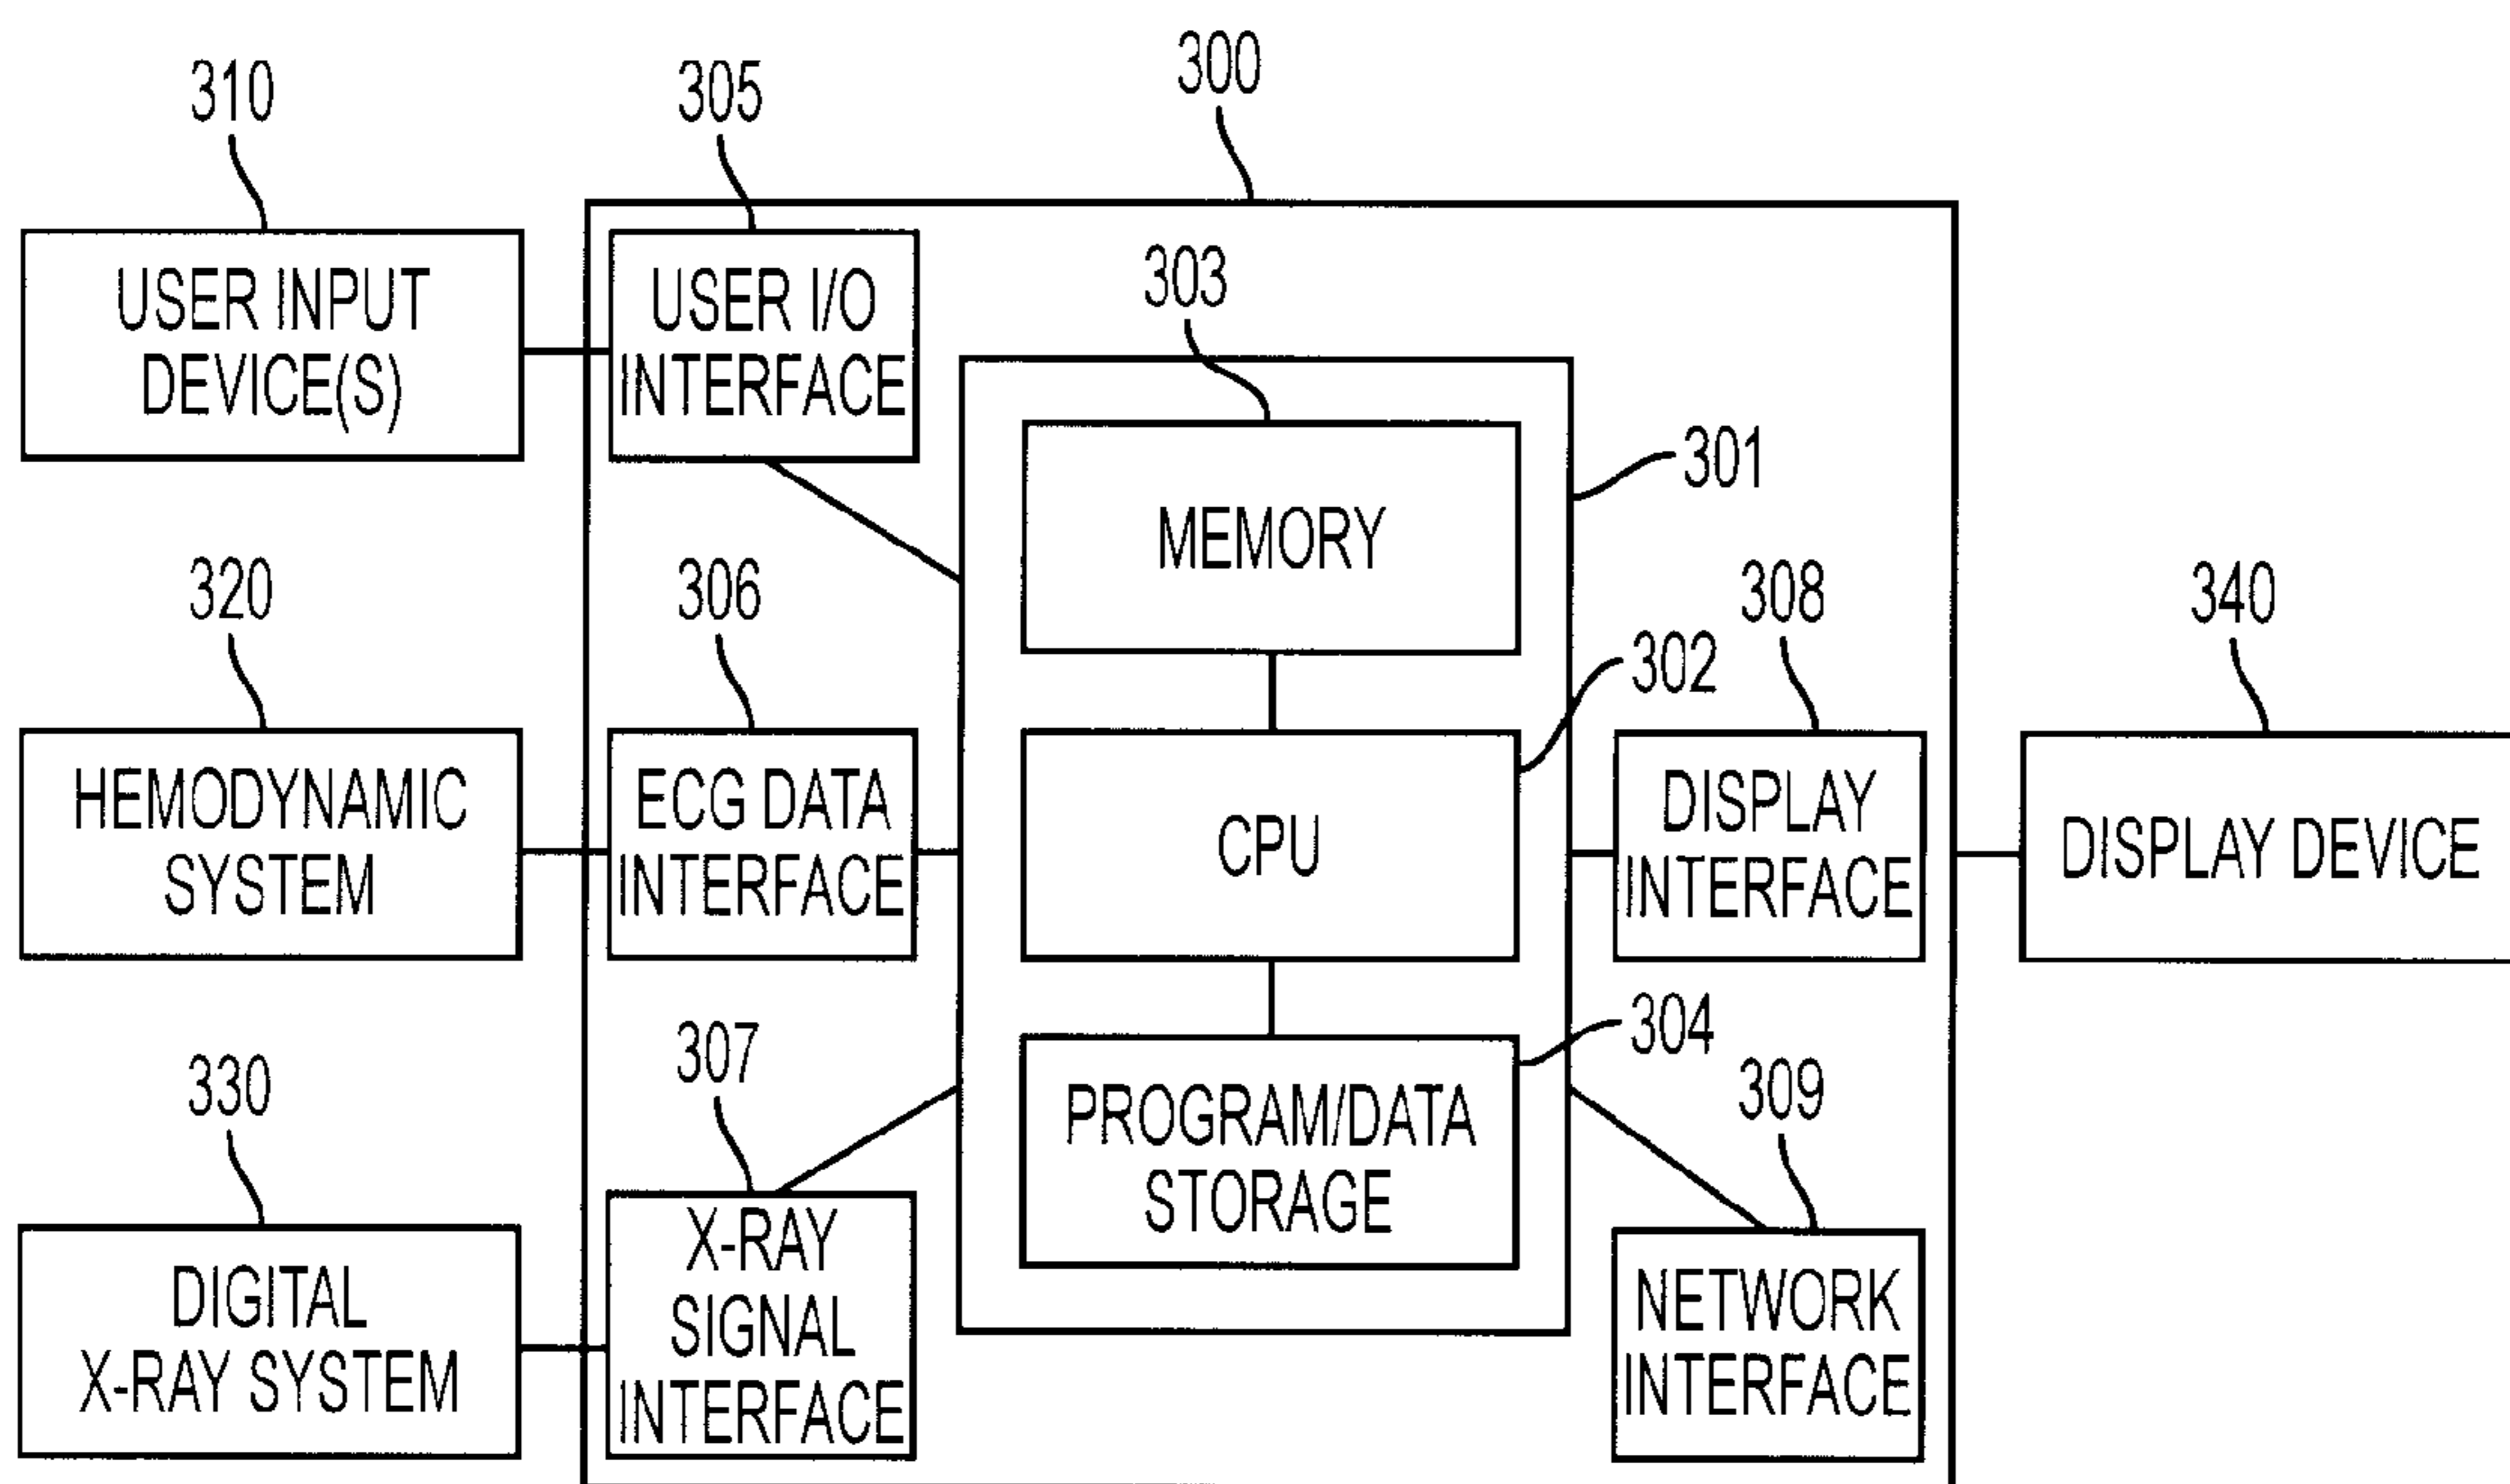 300
310
305
USER INPUT
DEVICE(S)
USER I/O
INTERFACE
303
MEMORY
301
320
306
308
340
302
HEMODYNAMIC
SYSTEM
ECG DATA
INTERFACE
CPU
DISPLAY
INTERFACE
DISPLAY DEVICE
330
307
304
309
PROGRAM/DATA
STORAGE
DIGITAL
X-RAY SYSTEM
X-RAY
SIGNAL
INTERFACE
NETWORK
INTERFACE